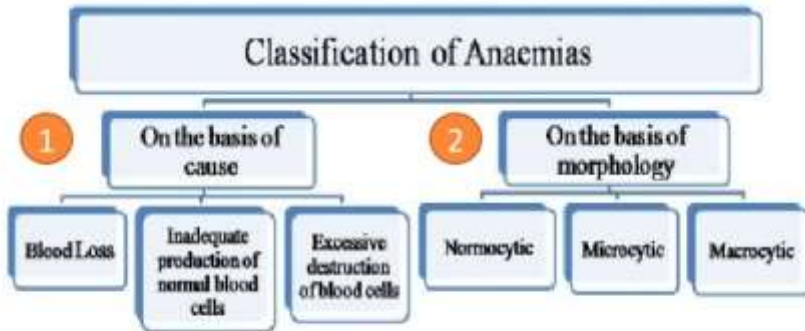 Classification of Anaemias
1
On the basis of
cause
2
On the basis of
morphology
Blood Loss
Inadequate
production of
normal blood
cells
Excessive
destruction
of blood cells
Normocytic
Microcytic
Macrocytic